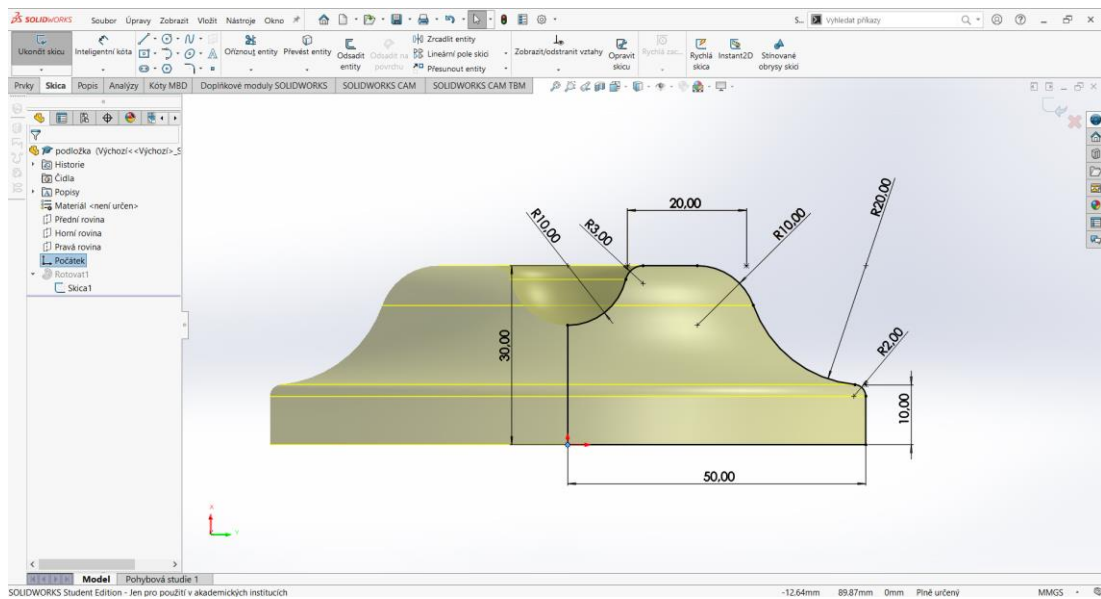 SOLIDWORKS Soubor Úpravy Zobrazit Vložit Nástroje Okno S... Vyhledat příkazy
Ukončit skicu Inteligentní kóta Oříznout entity Převést entity Odsadit entity Odsadit na povrchu Zrcadlit entity Lineární pole skici Přesunout entity Zobrazit/odstranit vztahy Opravit skicu Rychlá skica Instant2D Stínované obrysy skici
Prvky Skica Popis Analýzy Kóty MBD Doplňkové moduly SOLIDWORKS SOLIDWORKS CAM SOLIDWORKS CAM TBM
podložka (Výchozí<<Výchozí>_S
Historie
Čidla
Popisy
Materiál <není určen>
Přední rovina
Horní rovina
Pravá rovina
Počátek
Rotovat1
Skica1
20,00
R10,00
R3,00
R10,00
R20,00
30,00
R2,00
10,00
50,00
X
Y
Model Pohybová studie 1
SOLIDWORKS Student Edition - Jen pro použití v akademických institucích -12.64mm 89.87mm 0mm Plně určený MMGS